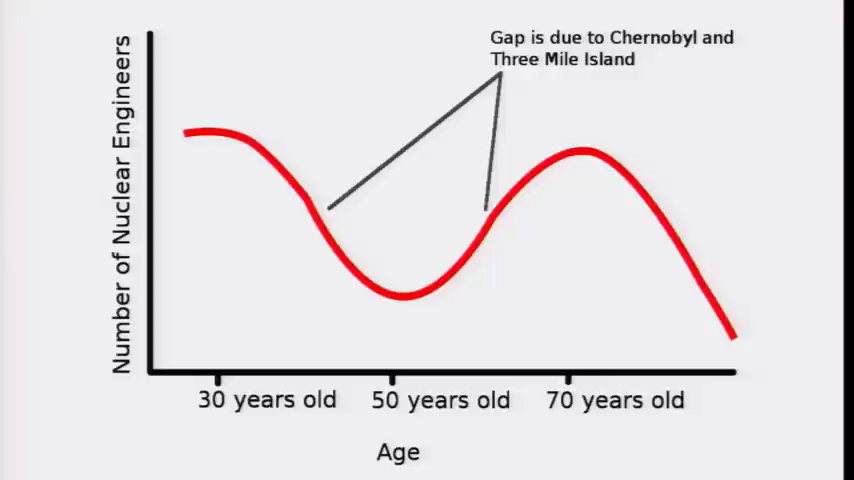 Gap is due to Chernobyl and
Three Mile Island
Number of Nuclear Engineers
30 years old
50 years old
70 years old
Age